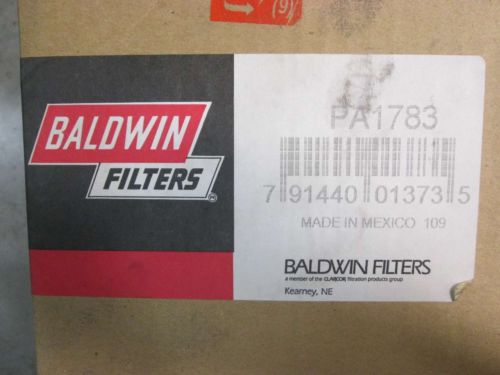 (9)
BALDWIN
FILTERS
PA1783
7 91440 01373 5
MADE IN MEXICO 109
BALDWIN FILTERS
a member of the CLARCOR filtration products group
Kearney, NE